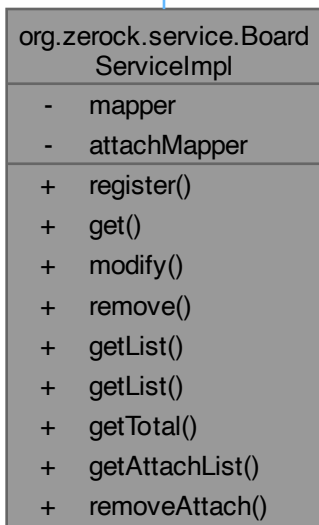 org.zerock.service.Board
ServiceImpl
- mapper
- attachMapper
+ register()
+ get()
+ modify()
+ remove()
+ getList()
+ getList()
+ getTotal()
+ getAttachList()
+ removeAttach()